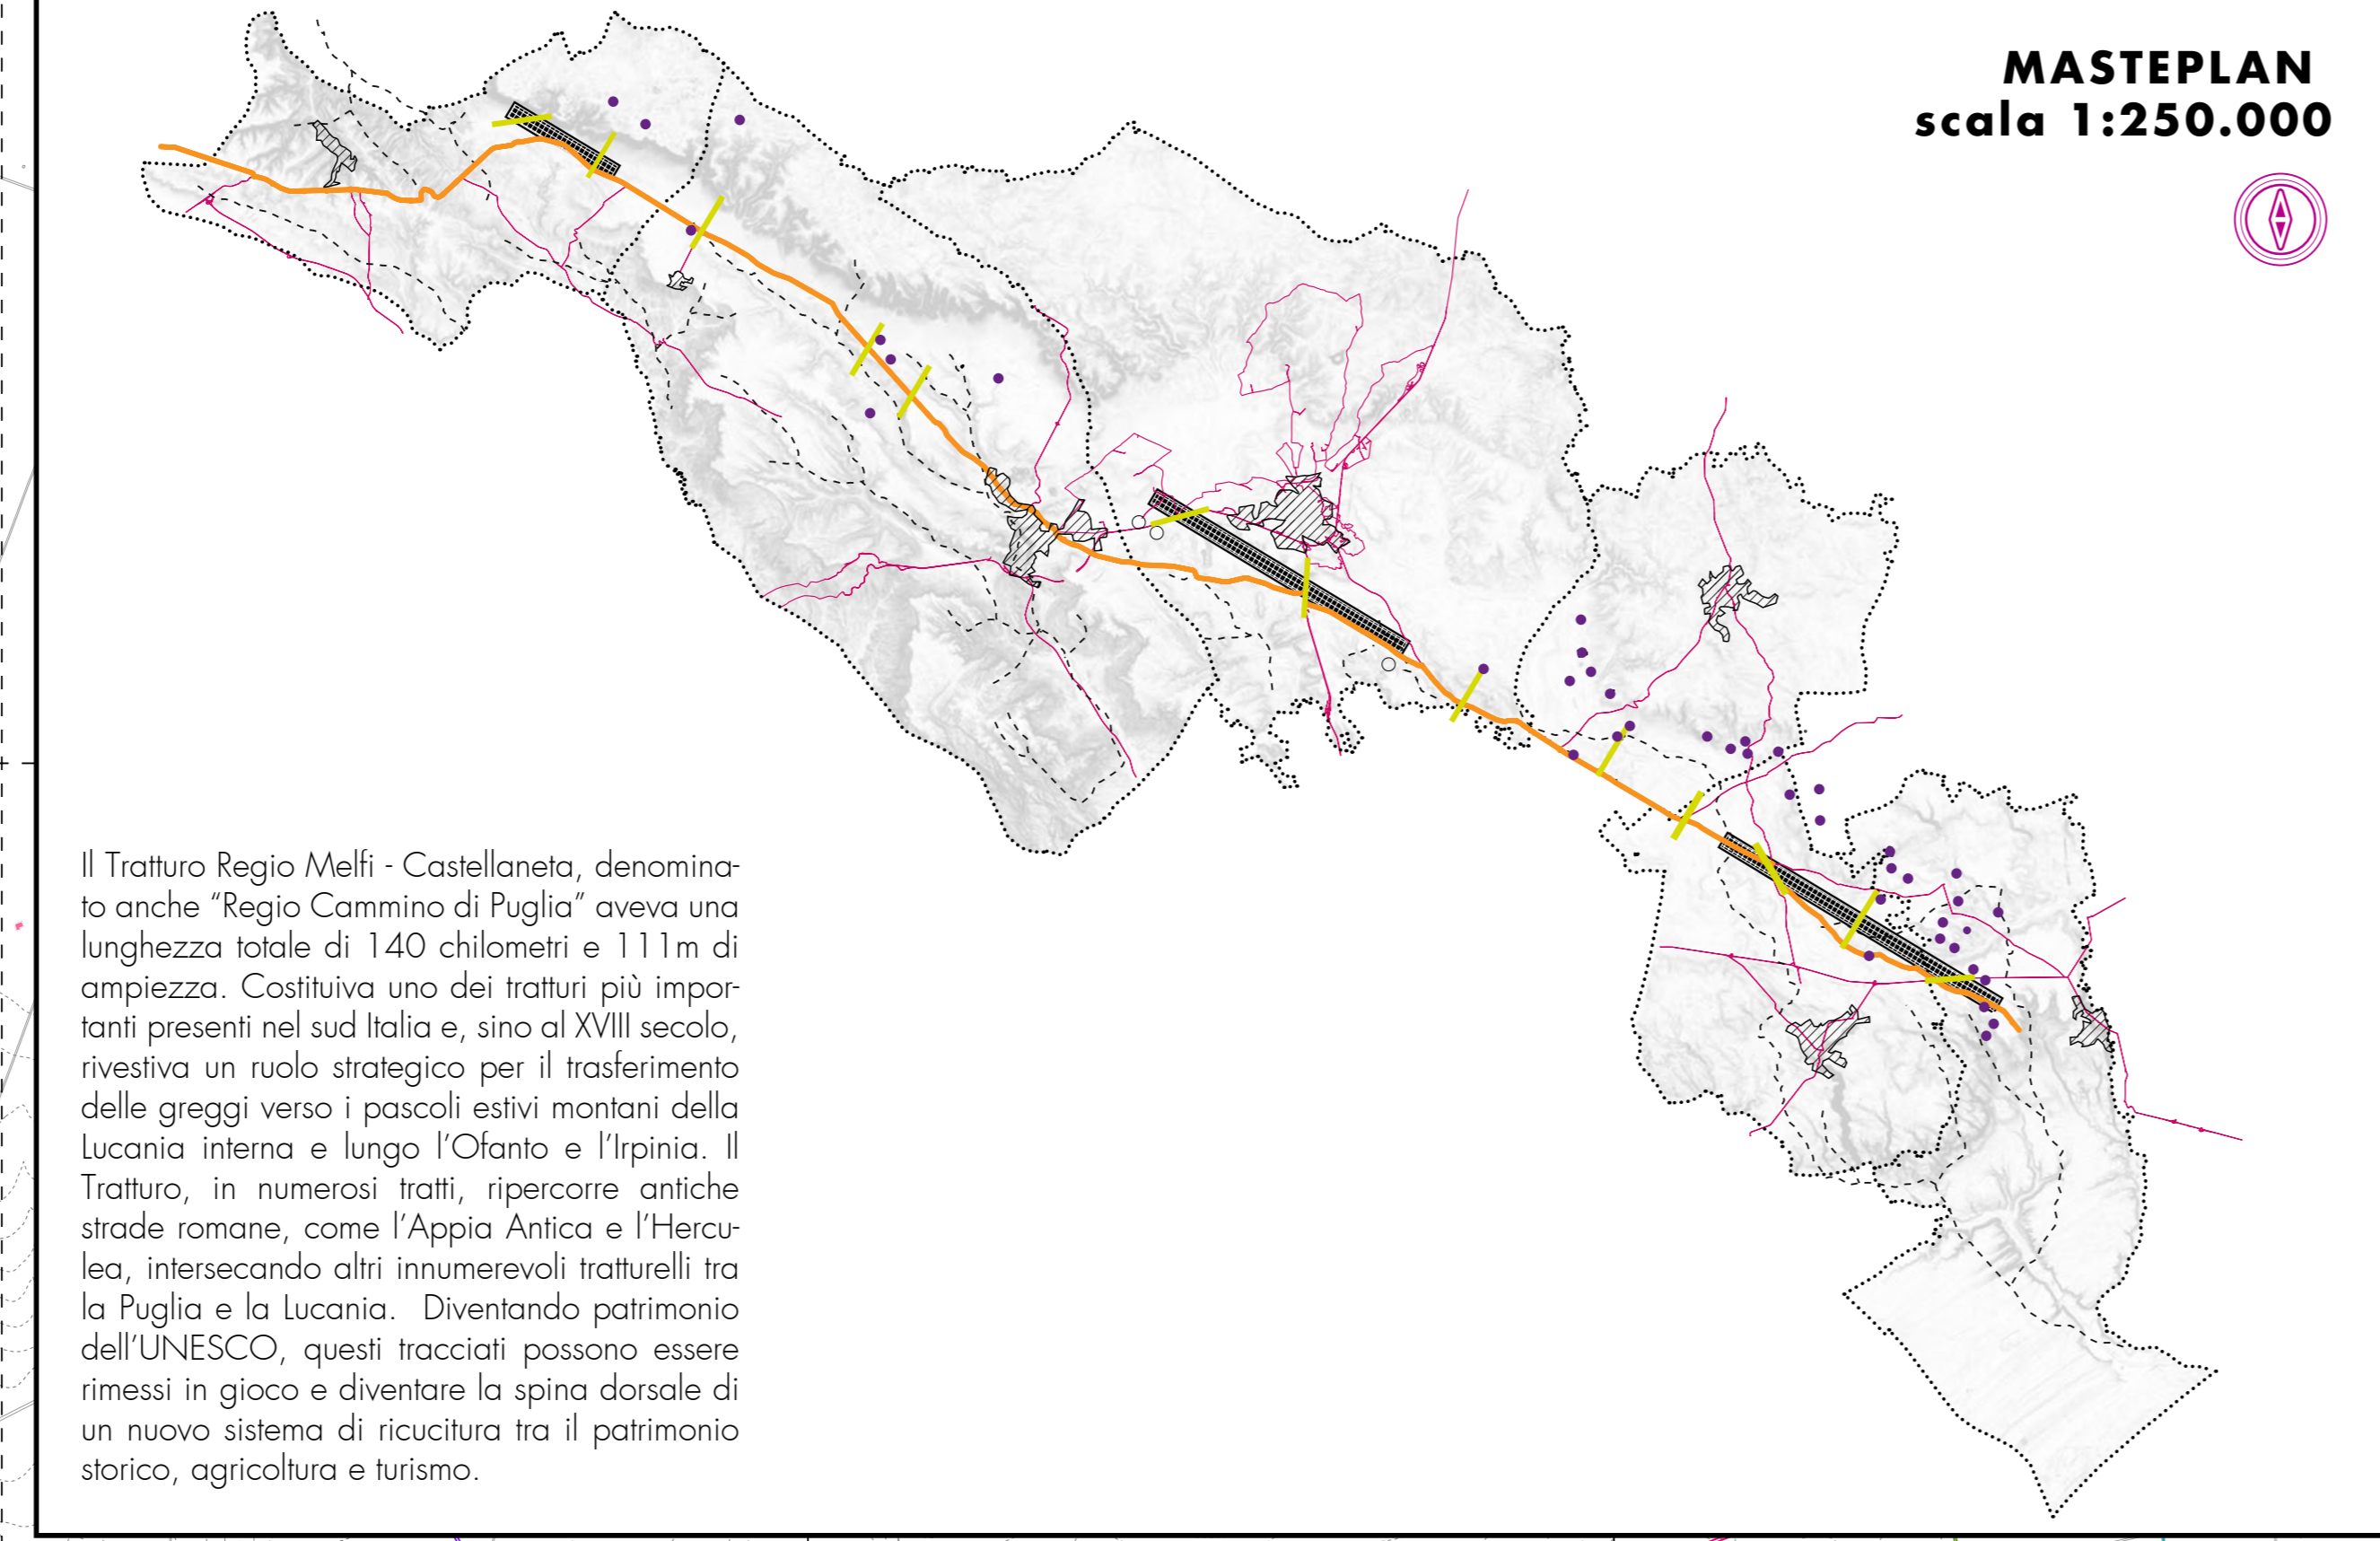 MASTEPLAN
scala 1:250.000
Il Tratturo Regio Melfi - Castellaneta, denomina-
to anche “Regio Cammino di Puglia” aveva una
lunghezza totale di 140 chilometri e 111m di
ampiezza. Costituiva uno dei tratturi più impor-
tanti presenti nel sud Italia e, sino al XVIII secolo,
rivestiva un ruolo strategico per il trasferimento
delle greggi verso i pascoli estivi montani della
Lucania interna e lungo l’Ofanto e l’Irpinia. Il
Tratturo, in numerosi tratti, ripercorre antiche
strade romane, come l’Appia Antica e l’Hercu-
lea, intersecando altri innumerevoli tratturelli tra
la Puglia e la Lucania. Diventando patrimonio
dell’UNESCO, questi tracciati possono essere
rimessi in gioco e diventare la spina dorsale di
un nuovo sistema di ricucitura tra il patrimonio
storico, agricoltura e turismo.